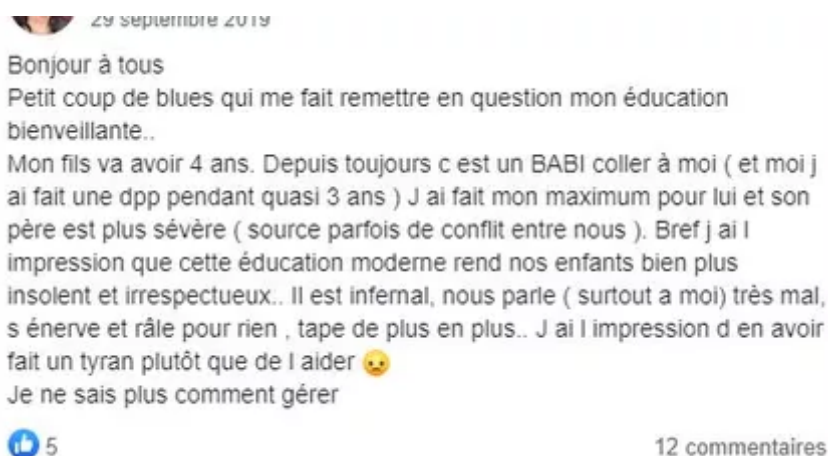 29 septembre 2019
Bonjour à tous
Petit coup de blues qui me fait remettre en question mon éducation
bienveillante..
Mon fils va avoir 4 ans. Depuis toujours c est un BABI coller à moi ( et moi j
ai fait une dpp pendant quasi 3 ans ) J ai fait mon maximum pour lui et son
père est plus sévère ( source parfois de conflit entre nous ). Bref j ai l
impression que cette éducation moderne rend nos enfants bien plus
insolent et irrespectueux.. Il est infernal, nous parle ( surtout a moi) très mal,
s énerve et râle pour rien , tape de plus en plus.. J ai l impression d en avoir
fait un tyran plutôt que de l aider 😞
Je ne sais plus comment gérer
5
12 commentaires